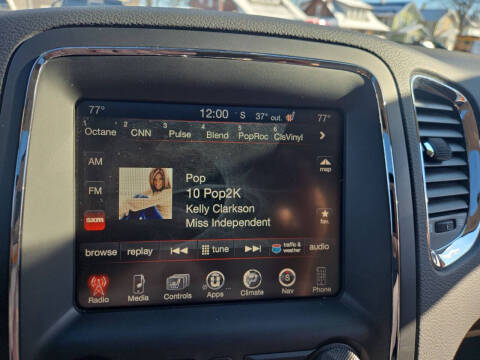 77° 12:00 S 37° out. 77°
1 2 3 4 5 6
Octane CNN Pulse Blend PopRoc ClsVinyl
AM
FM
SXM
Pop
10 Pop2K
Kelly Clarkson
Miss Independent
map
fav.
browse replay tune traffic & weather audio
Radio Media Controls Apps Climate Nav Phone